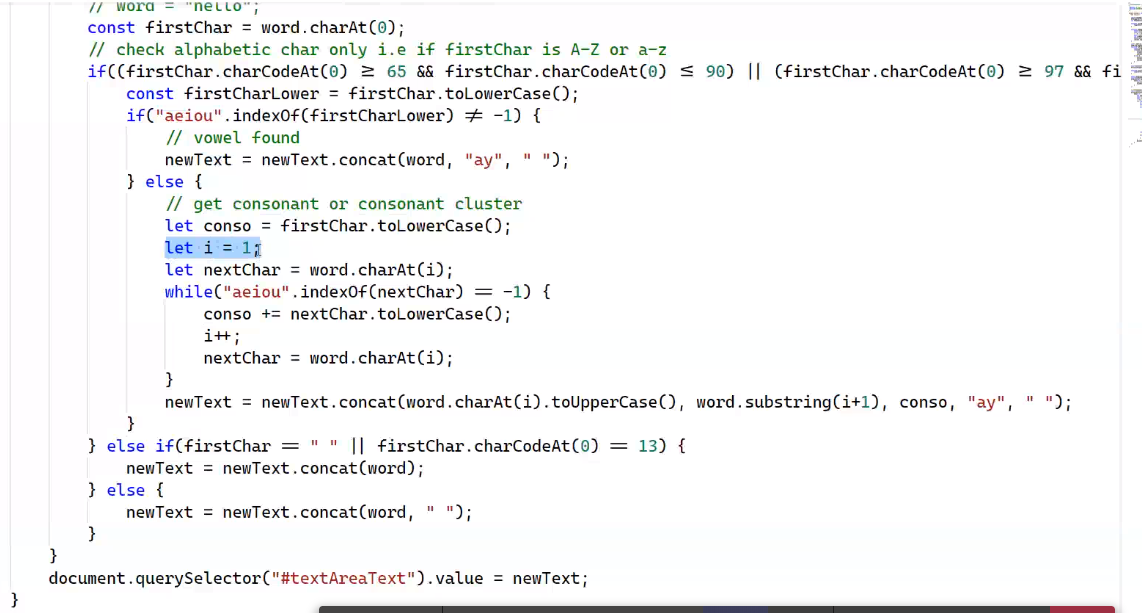 // word = "hello";
const firstChar = word.charAt(0);
// check alphabetic char only i.e if firstChar is A-Z or a-z
if((firstChar.charCodeAt(0) ≥ 65 && firstChar.charCodeAt(0) ≤ 90) || (firstChar.charCodeAt(0) ≥ 97 && fi
const firstCharLower = firstChar.toLowerCase();
if("aeiou".indexOf(firstCharLower) ≠ -1) {
// vowel found
newText = newText.concat(word, "ay", " ");
} else {
// get consonant or consonant cluster
let conso = firstChar.toLowerCase();
let i = 1;
let nextChar = word.charAt(i);
while("aeiou".indexOf(nextChar) == -1) {
conso += nextChar.toLowerCase();
i++;
nextChar = word.charAt(i);
}
newText = newText.concat(word.charAt(i).toUpperCase(), word.substring(i+1), conso, "ay", " ");
}
} else if(firstChar == " " || firstChar.charCodeAt(0) == 13) {
newText = newText.concat(word);
} else {
newText = newText.concat(word, " ");
}
}
document.querySelector("#textAreaText").value = newText;
}